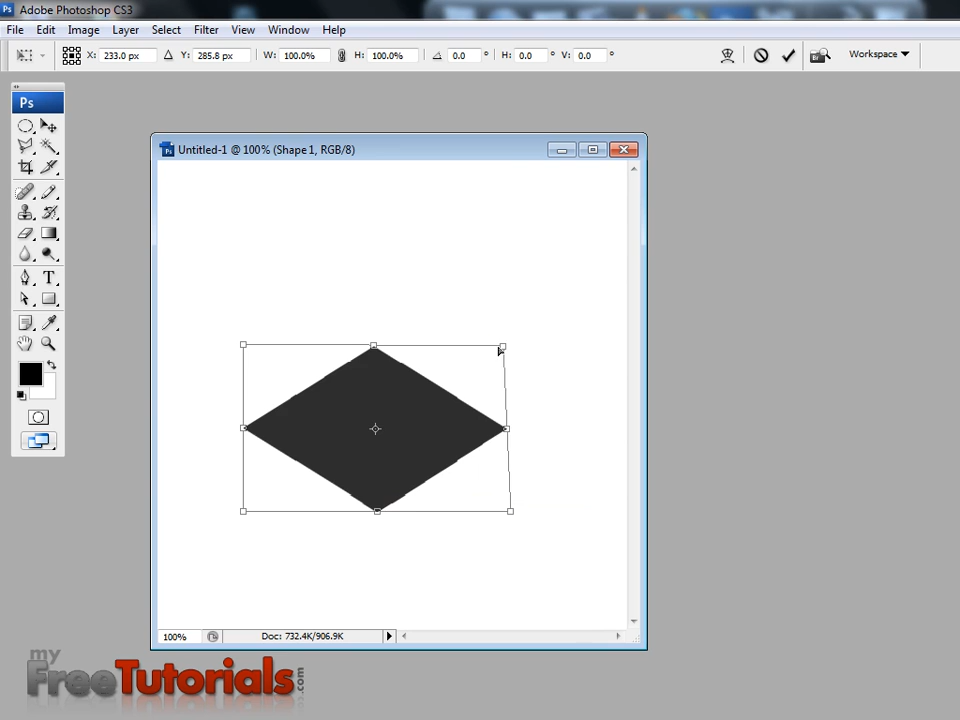 Ps Adobe Photoshop CS3
File Edit Image Layer Select Filter View Window Help
X: 233.0 px Y: 285.8 px W: 100.0% H: 100.0% 0.0 ° H: 0.0 V: 0.0 ° Br Workspace
Ps
Untitled-1 @ 100% (Shape 1, RGB/8)
T
100% Doc: 732.4K/906.9K
my
FreeTutorials.com